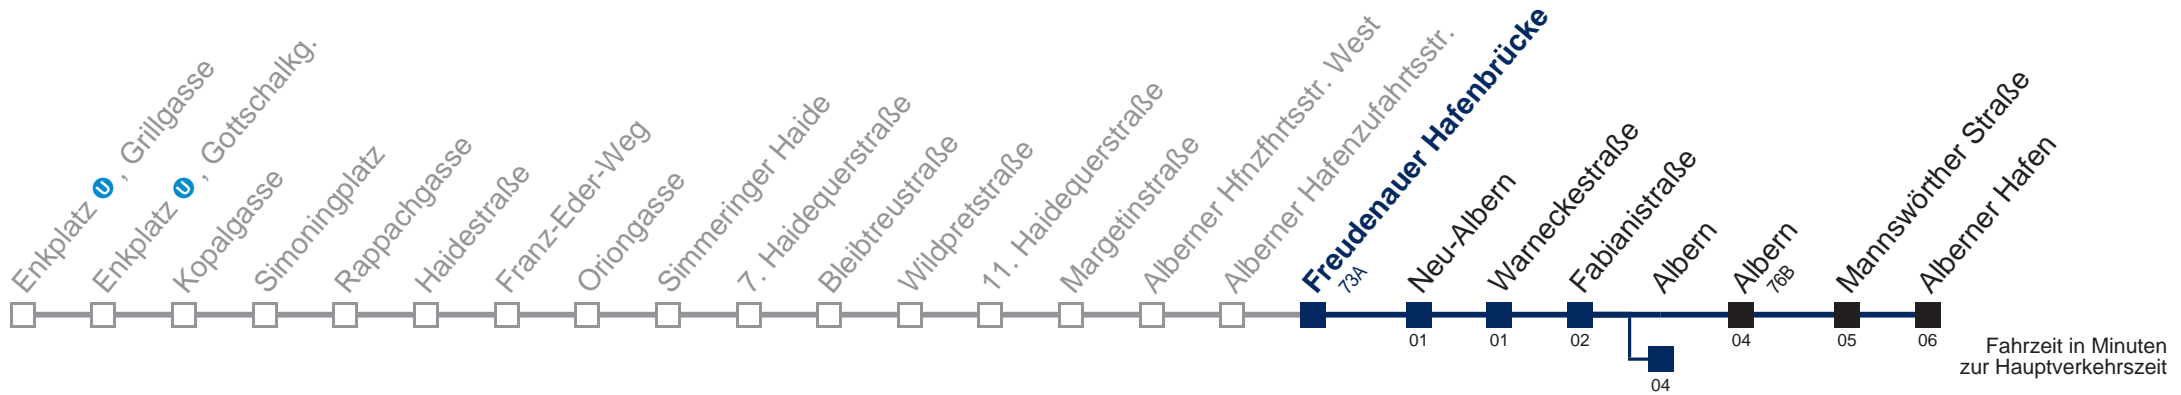 Enkplatz U, Grillgasse
Enkplatz U, Gottschalkg.
Kopalgasse
Simoningplatz
Rappachgasse
Haidestraße
Franz-Eder-Weg
Oriongasse
Simmeringer Haide
7. Haidequerstraße
Bleibtreustraße
Wildpretstraße
11. Haidequerstraße
Margetinstraße
Alberner Hfnzfhrtsstr. West
Alberner Hafenzufahrtsstr.
Freudenauer Hafenbrücke
73A
Neu-Albern
Warneckestraße
Fabianistraße
Albern
Albern
76B
Mannswörther Straße
Alberner Hafen
01
01
02
04
04
05
06
Fahrzeit in Minuten
zur Hauptverkehrszeit